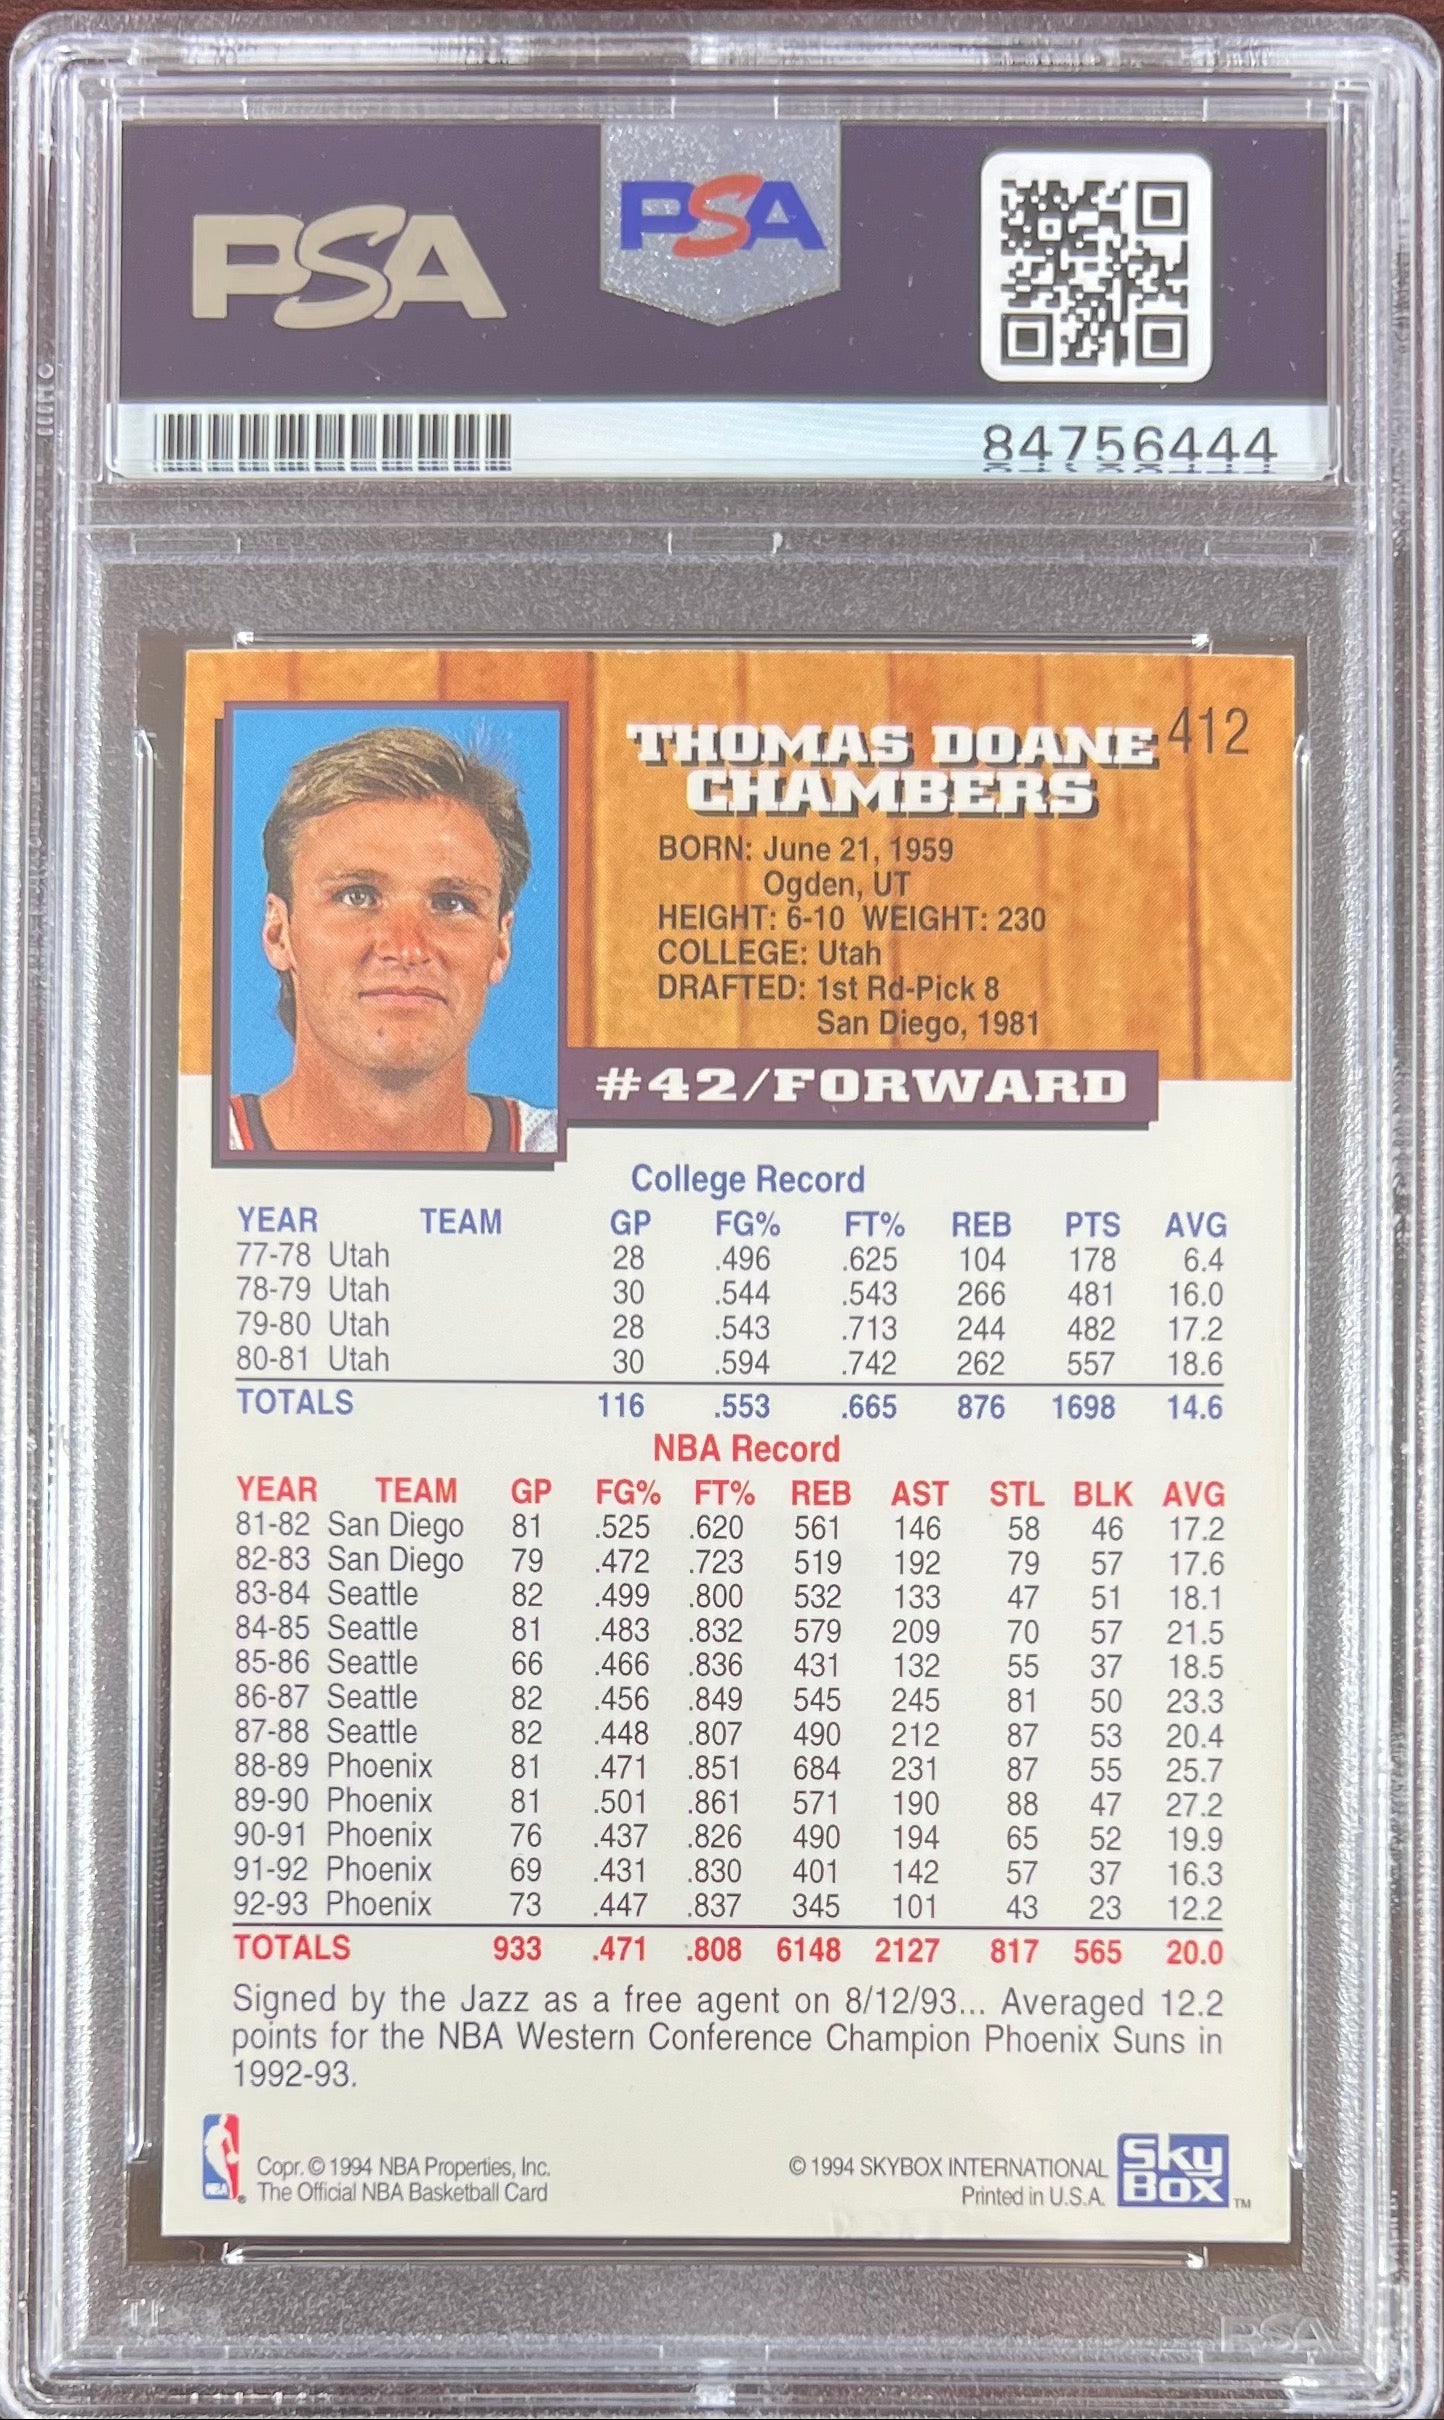 PSA
PSA
84756444
THOMAS DOANE 412
CHAMBERS
BORN: June 21, 1959
Ogden, UT
HEIGHT: 6-10 WEIGHT: 230
COLLEGE: Utah
DRAFTED: 1st Rd-Pick 8
San Diego, 1981
#42/FORWARD
College Record
YEAR TEAM GP FG% FT% REB PTS AVG
77-78 Utah 28 .496 .625 104 178 6.4
78-79 Utah 30 .544 .543 266 481 16.0
79-80 Utah 28 .543 .713 244 482 17.2
80-81 Utah 30 .594 .742 262 557 18.6
TOTALS 116 .553 .665 876 1698 14.6
NBA Record
YEAR TEAM GP FG% FT% REB AST STL BLK AVG
81-82 San Diego 81 .525 .620 561 146 58 46 17.2
82-83 San Diego 79 .472 .723 519 192 79 57 17.6
83-84 Seattle 82 .499 .800 532 133 47 51 18.1
84-85 Seattle 81 .483 .832 579 209 70 57 21.5
85-86 Seattle 66 .466 .836 431 132 55 37 18.5
86-87 Seattle 82 .456 .849 545 245 81 50 23.3
87-88 Seattle 82 .448 .807 490 212 87 53 20.4
88-89 Phoenix 81 .471 .851 684 231 87 55 25.7
89-90 Phoenix 81 .501 .861 571 190 88 47 27.2
90-91 Phoenix 76 .437 .826 490 194 65 52 19.9
91-92 Phoenix 69 .431 .830 401 142 57 37 16.3
92-93 Phoenix 73 .447 .837 345 101 43 23 12.2
TOTALS 933 .471 .808 6148 2127 817 565 20.0
Signed by the Jazz as a free agent on 8/12/93... Averaged 12.2
points for the NBA Western Conference Champion Phoenix Suns in
1992-93.
NBA
Copr. © 1994 NBA Properties, Inc.
The Official NBA Basketball Card
© 1994 SKYBOX INTERNATIONAL
Printed in U.S.A.
Sky
Box ™
PSA